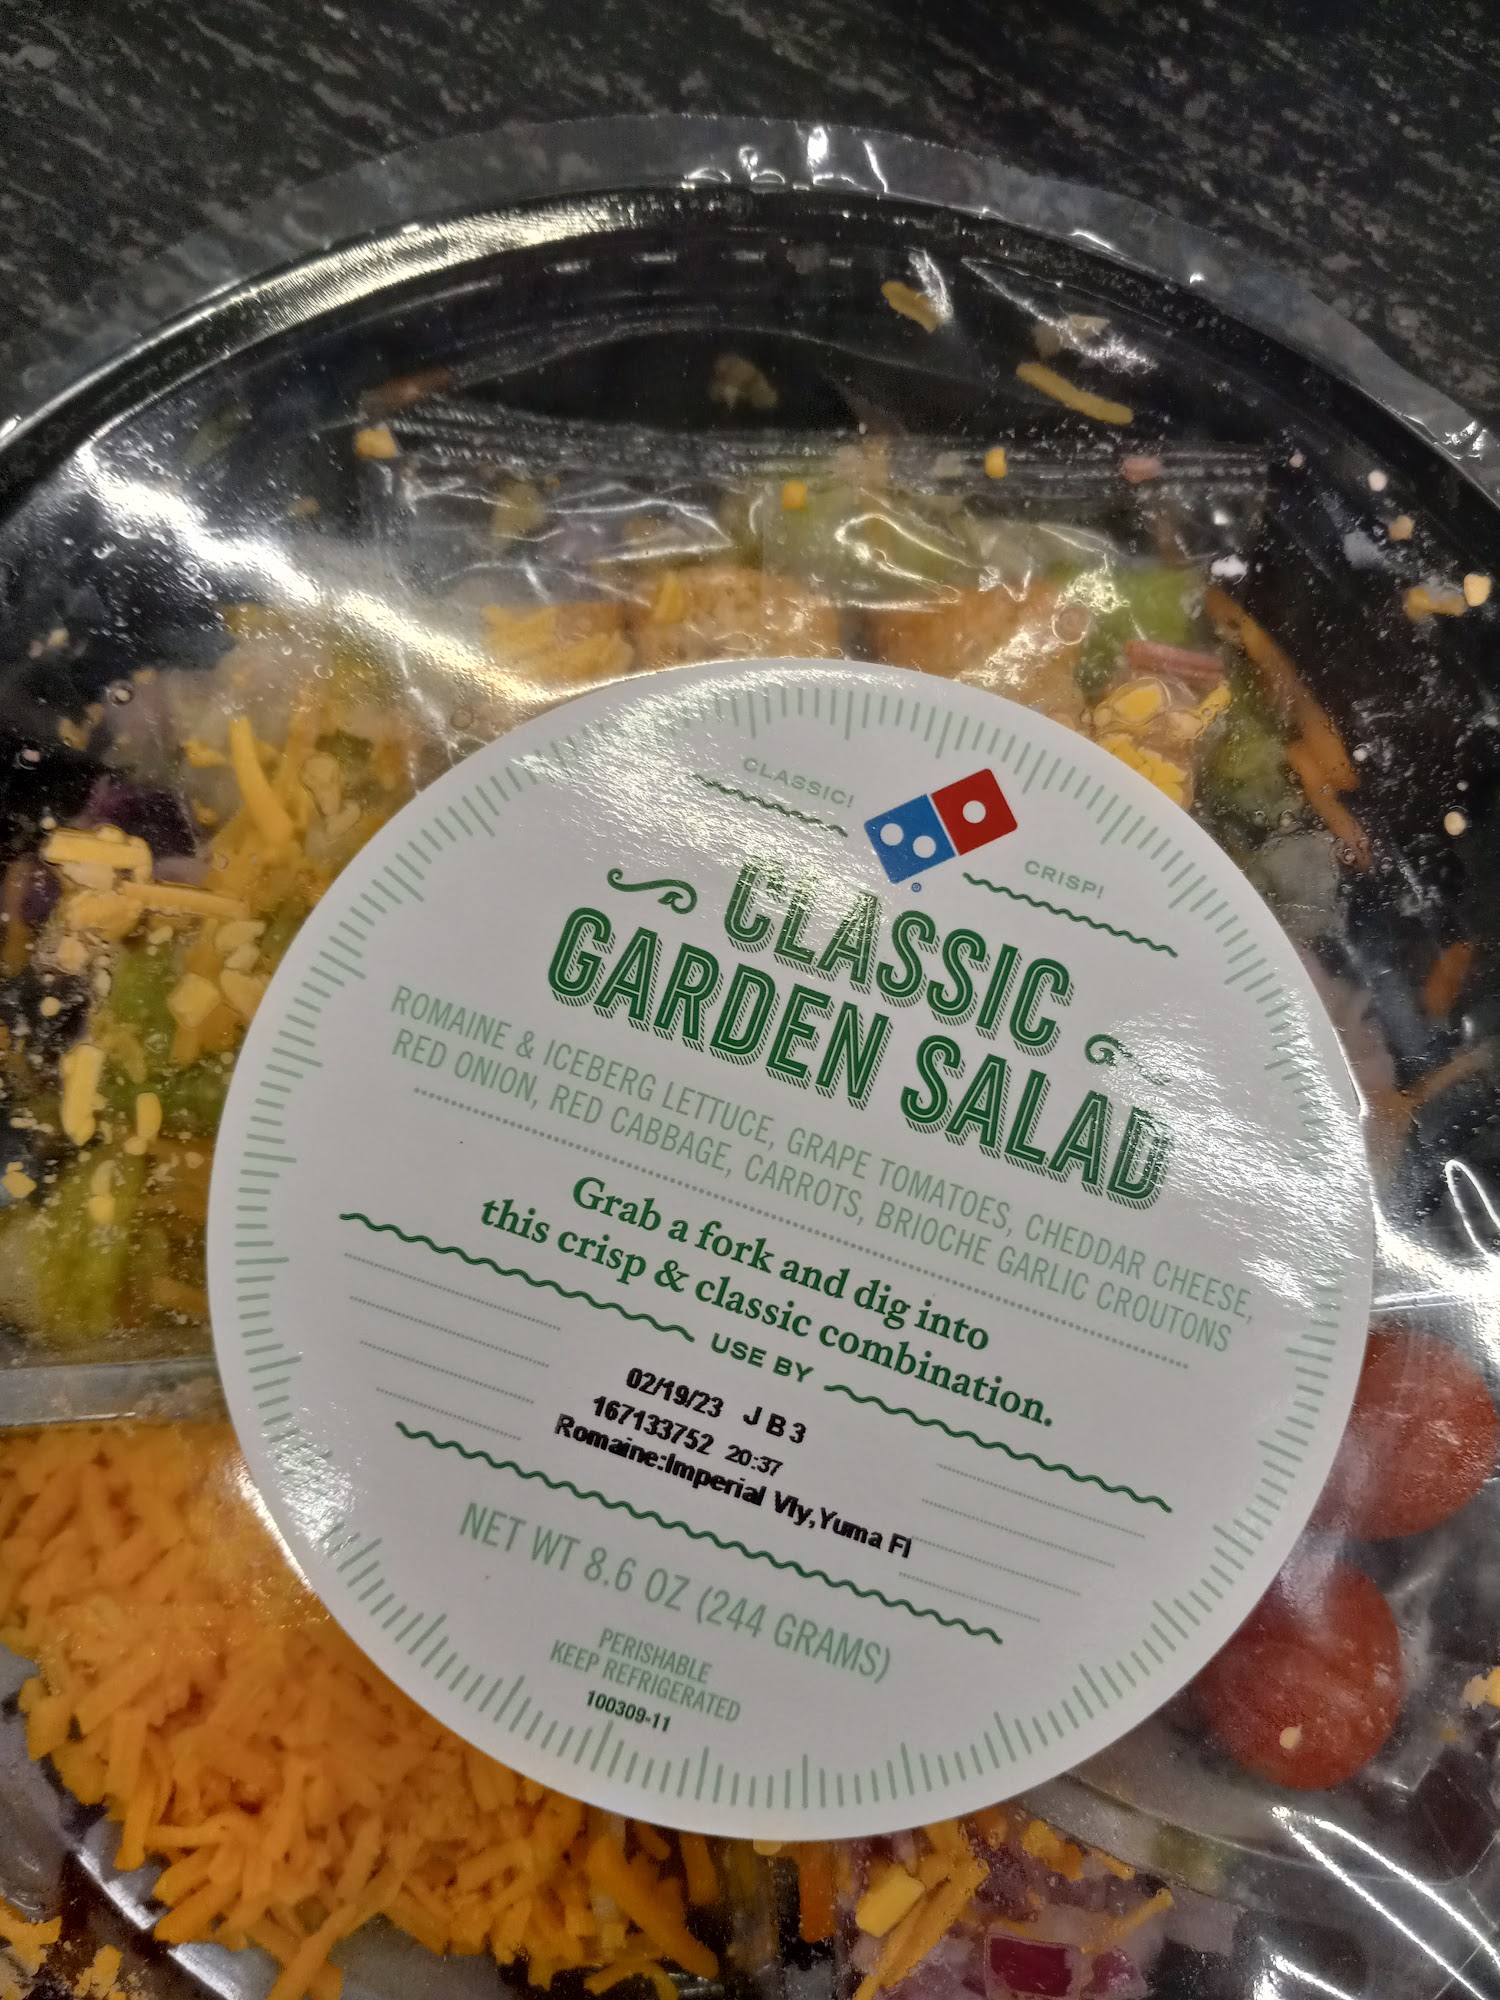 CLASSIC!
CRISP!
CLASSIC
GARDEN SALAD
ROMAINE & ICEBERG LETTUCE, GRAPE TOMATOES, CHEDDAR CHEESE,
RED ONION, RED CABBAGE, CARROTS, BRIOCHE GARLIC CROUTONS
Grab a fork and dig into
this crisp & classic combination.
USE BY
02/19/23 J B 3
167133752 20:37
Romaine:Imperial Vly,Yuma Fl
NET WT 8.6 OZ (244 GRAMS)
PERISHABLE
KEEP REFRIGERATED
100309-11